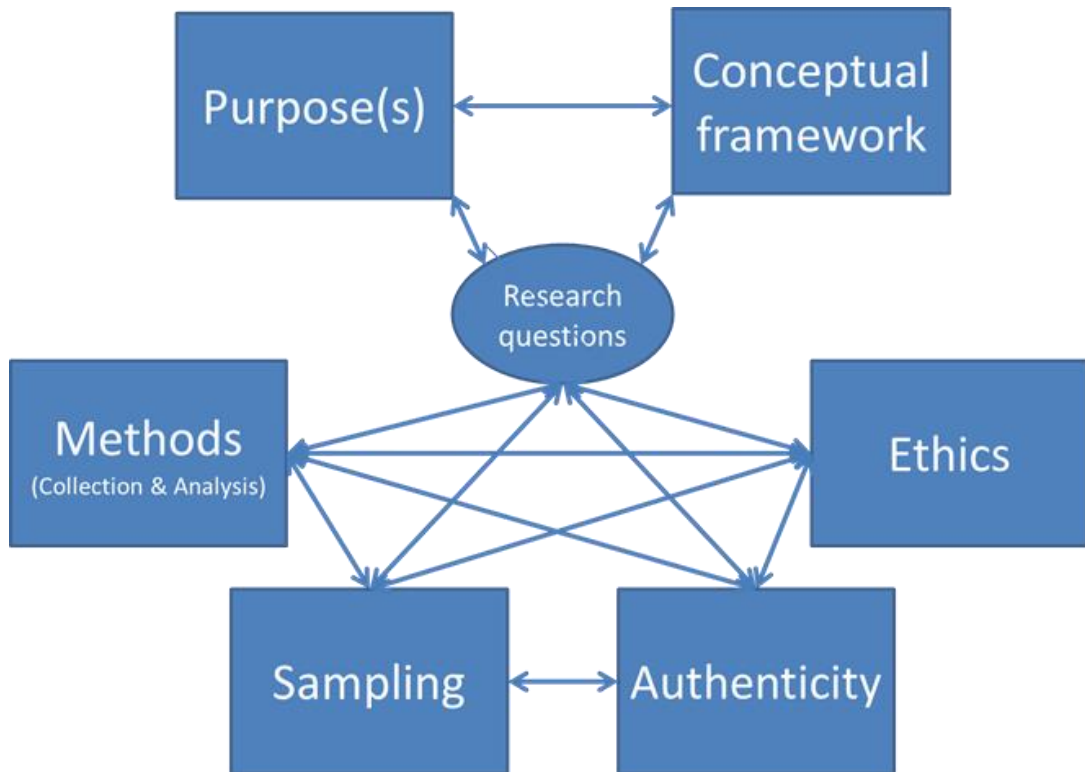 Purpose(s)
Conceptual
framework
Research
questions
Methods
(Collection & Analysis)
Ethics
Sampling
Authenticity